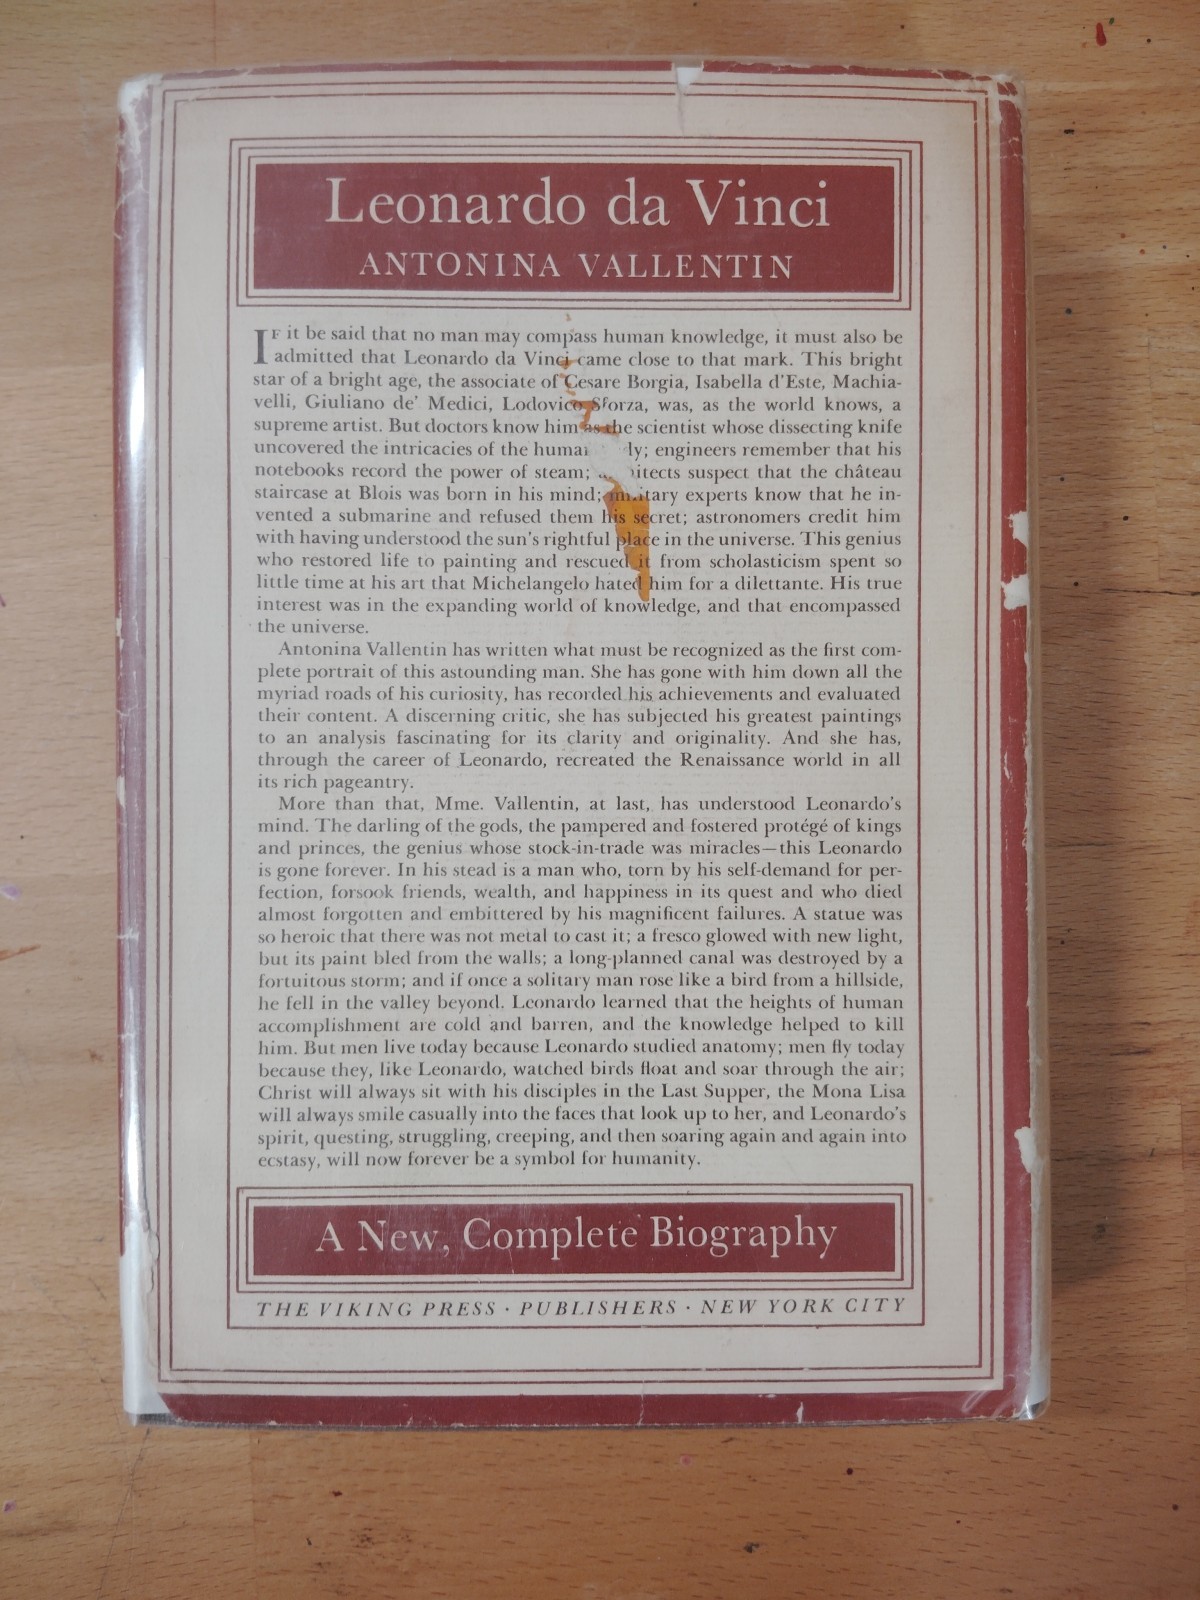 Leonardo da Vinci
ANTONINA VALLENTIN
IF it be said that no man may compass human knowledge, it must also be
admitted that Leonardo da Vinci came close to that mark. This bright
star of a bright age, the associate of Cesare Borgia, Isabella d'Este, Machia-
velli, Giuliano de' Medici, Lodovico Sforza, was, as the world knows, a
supreme artist. But doctors know him as the scientist whose dissecting knife
uncovered the intricacies of the human ; engineers remember that his
notebooks record the power of steam; suspect that the château
staircase at Blois was born in his mind; military experts know that he in-
vented a submarine and refused them his secret; astronomers credit him
with having understood the sun's rightful place in the universe. This genius
who restored life to painting and rescued it from scholasticism spent so
little time at his art that Michelangelo hated him for a dilettante. His true
interest was in the expanding world of knowledge, and that encompassed
the universe.
Antonina Vallentin has written what must be recognized as the first com-
plete portrait of this astounding man. She has gone with him down all the
myriad roads of his curiosity, has recorded his achievements and evaluated
their content. A discerning critic, she has subjected his greatest paintings
to an analysis fascinating for its clarity and originality. And she has,
through the career of Leonardo, recreated the Renaissance world in all
its rich pageantry.
More than that, Mme. Vallentin, at last, has understood Leonardo's
mind. The darling of the gods, the pampered and fostered protégé of kings
and princes, the genius whose stock-in-trade was miracles—this Leonardo
is gone forever. In his stead is a man who, torn by his self-demand for per-
fection, forsook friends, wealth, and happiness in its quest and who died
almost forgotten and embittered by his magnificent failures. A statue was
so heroic that there was not metal to cast it; a fresco glowed with new light,
but its paint bled from the walls; a long-planned canal was destroyed by a
fortuitous storm; and if once a solitary man rose like a bird from a hillside,
he fell in the valley beyond. Leonardo learned that the heights of human
accomplishment are cold and barren, and the knowledge helped to kill
him. But men live today because Leonardo studied anatomy; men fly today
because they, like Leonardo, watched birds float and soar through the air;
Christ will always sit with his disciples in the Last Supper, the Mona Lisa
will always smile casually into the faces that look up to her, and Leonardo's
spirit, questing, struggling, creeping, and then soaring again and again into
ecstasy, will now forever be a symbol for humanity.
A New, Complete Biography
THE VIKING PRESS · PUBLISHERS · NEW YORK CITY